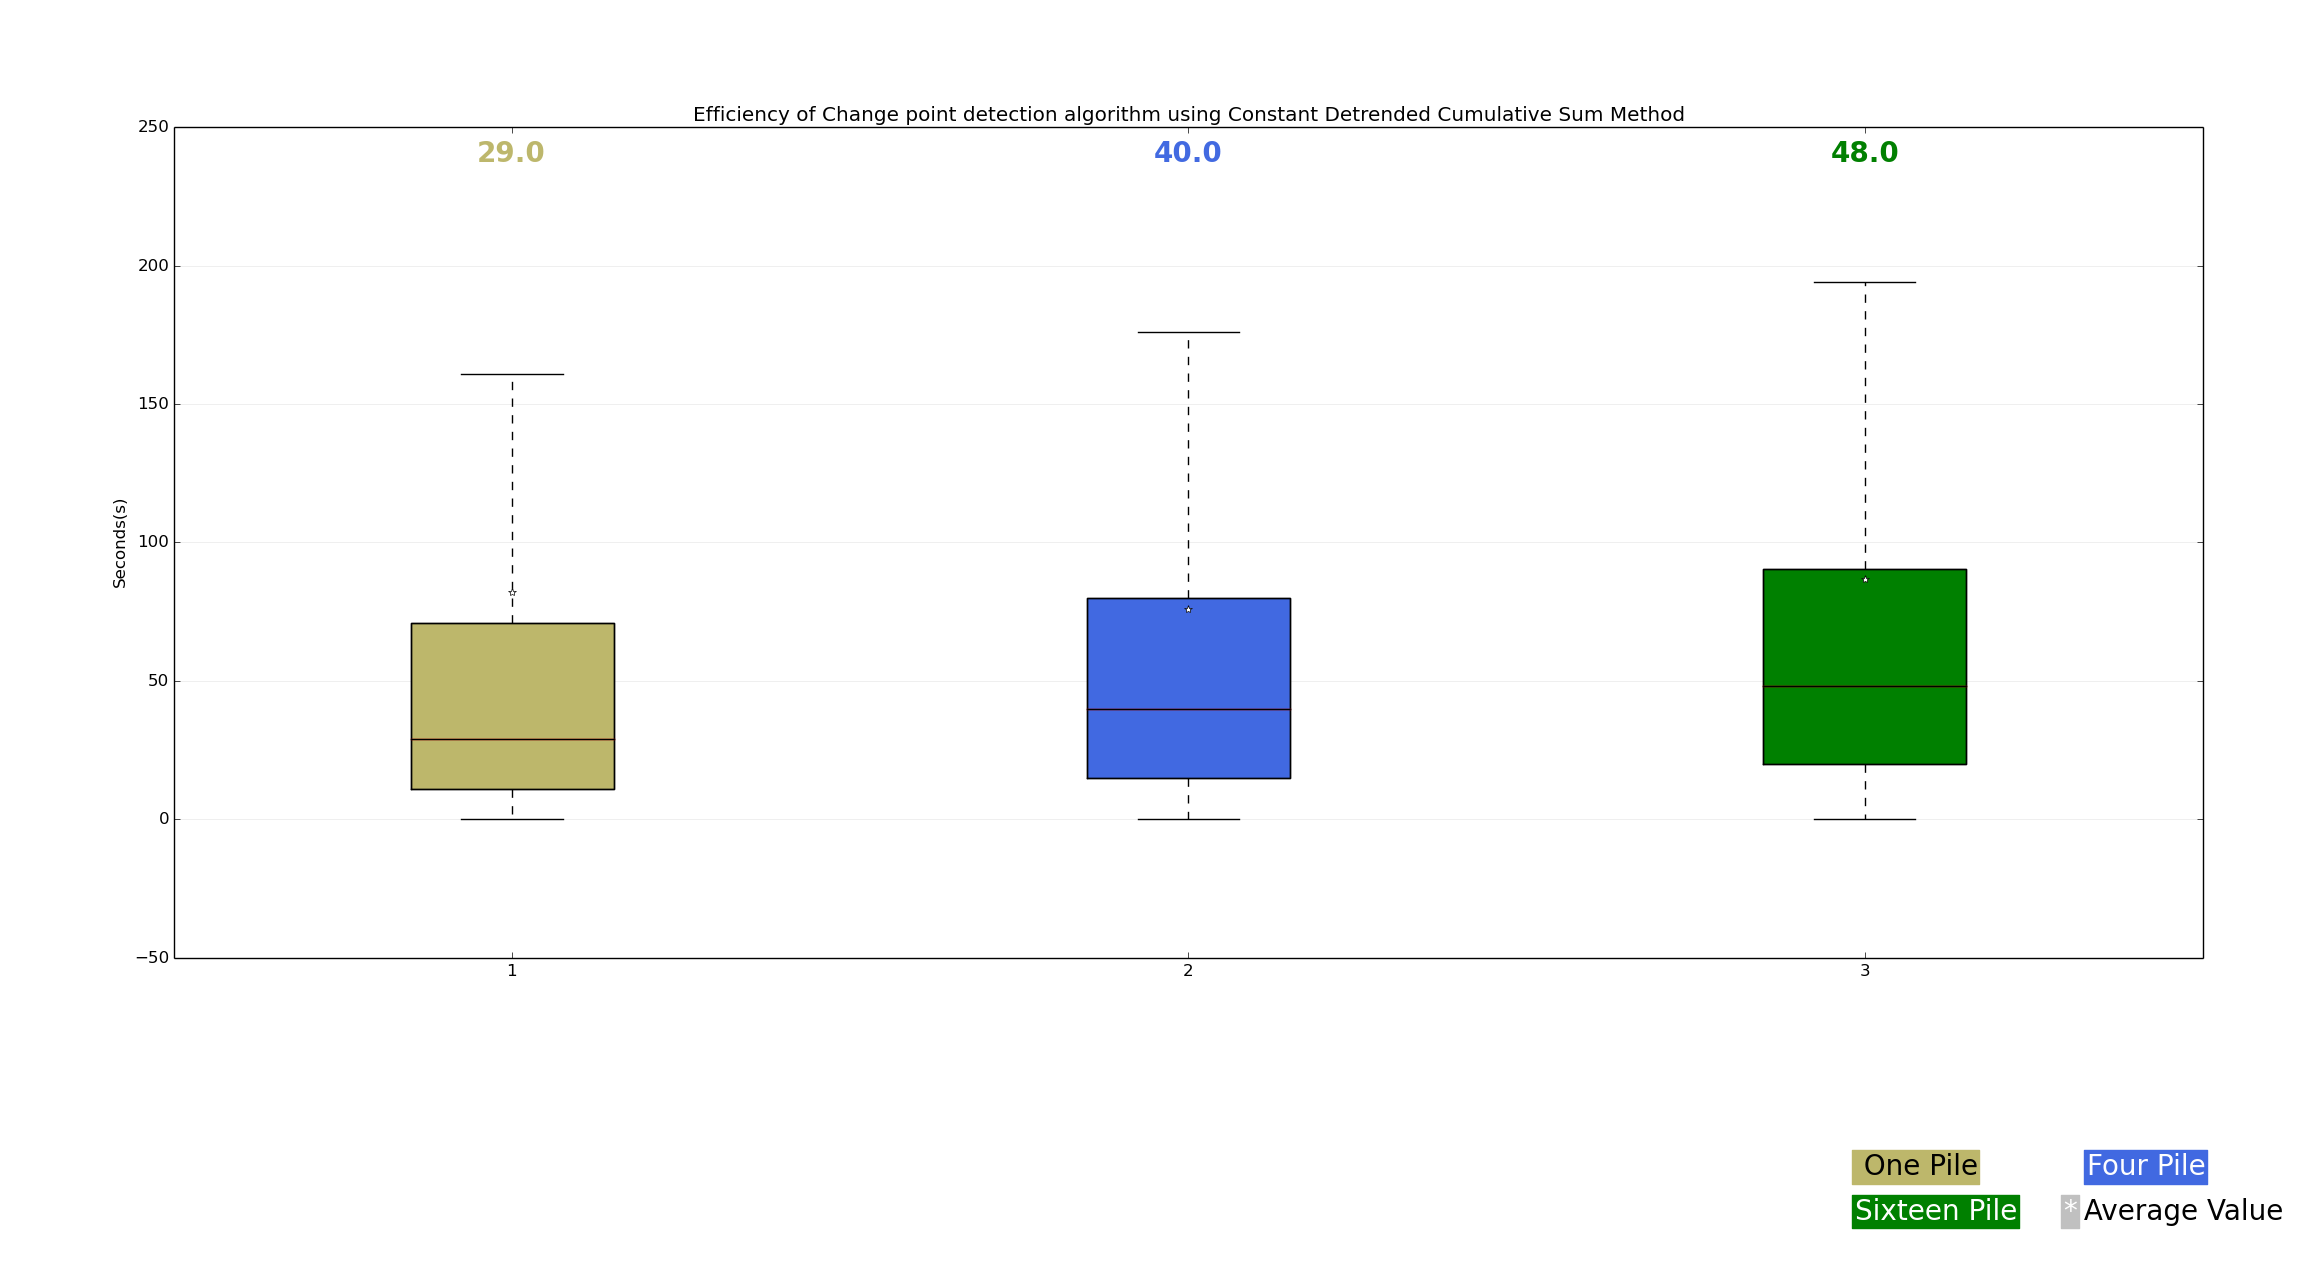 Efficiency of Change point detection algorithm using Constant Detrended Cumulative Sum Method
250
29.0 40.0 48.0
200
150
100
Seconds(s)
50
0
−50
1 2 3
One Pile Four Pile
Sixteen Pile * Average Value